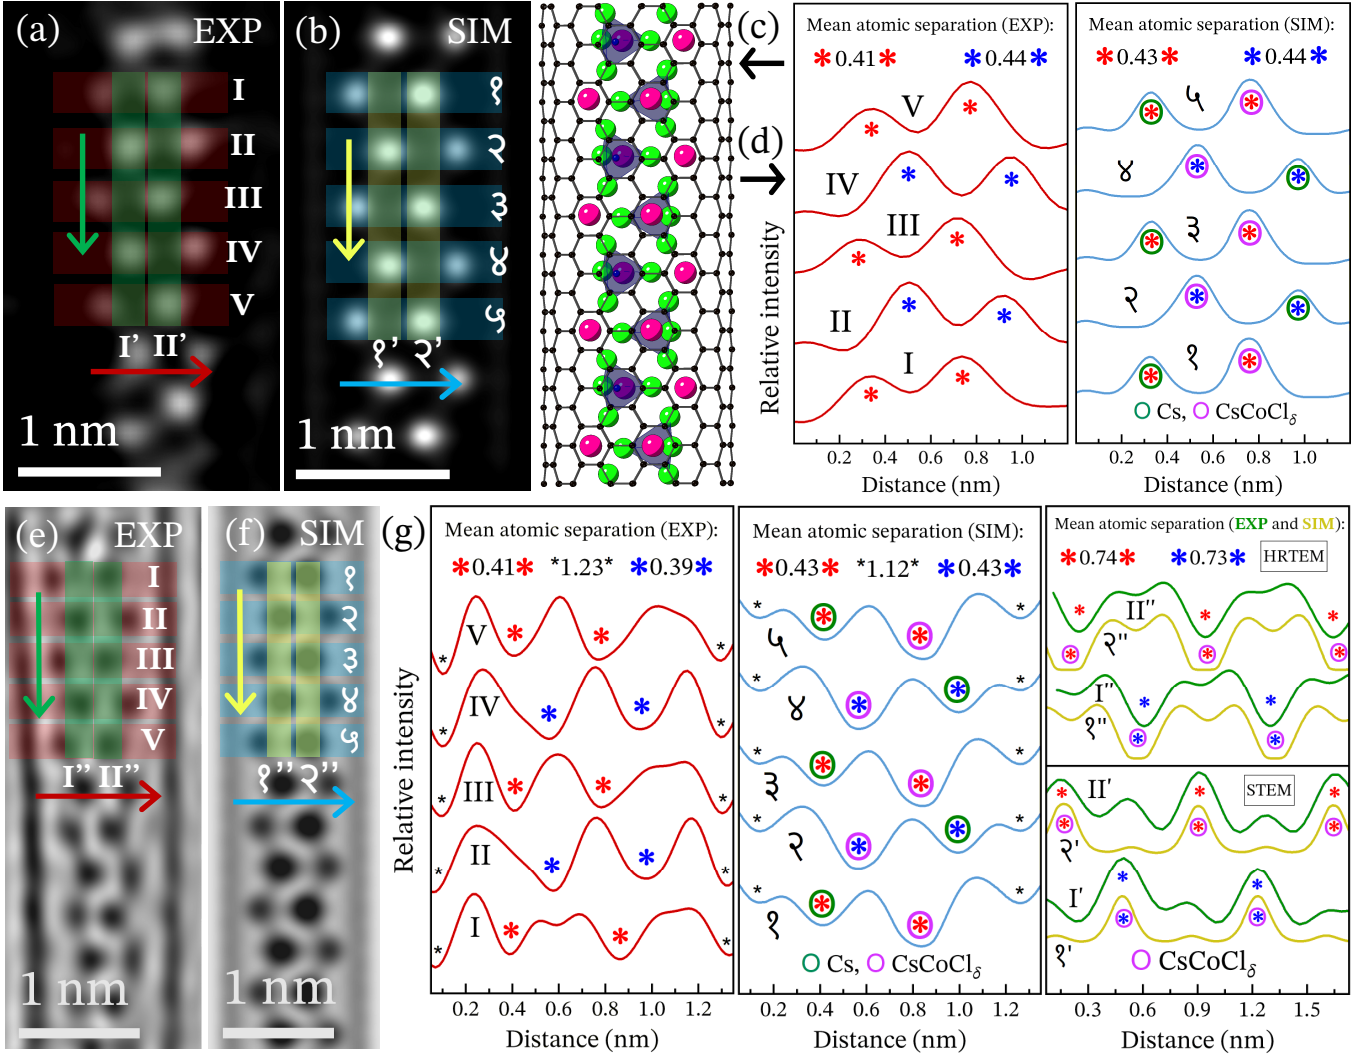 (a) EXP
I
II
III
IV
V
I' II'
1 nm
(b) SIM
१
२
३
४
५
१' २'
1 nm
(c)
(d)
Mean atomic separation (EXP)
*0.41* *0.44*
V
IV
III
II
I
Relative intensity
0.2 0.4 0.6 0.8 1.0
Distance (nm)
Mean atomic separation (SIM)
*0.43* *0.44*
५
४
३
२
१
O Cs, O CsCoClδ
0.2 0.4 0.6 0.8 1.0
Distance (nm)
(e) EXP
I
II
III
IV
V
I'' II''
1 nm
(f) SIM
१
२
३
४
५
१'' २''
1 nm
(g)
Mean atomic separation (EXP):
*0.41* *1.23* *0.39*
V
IV
III
II
I
Relative intensity
0.2 0.4 0.6 0.8 1.0 1.2
Distance (nm)
Mean atomic separation (SIM):
*0.43* *1.12* *0.43*
५
४
३
२
१
O Cs, O CsCoClδ
0.2 0.4 0.6 0.8 1.0 1.2
Distance (nm)
Mean atomic separation (EXP and SIM):
*0.74* *0.73* HRTEM
II''
२''
I''
१''
II' STEM
२'
I'
१'
O CsCoClδ
0.3 0.6 0.9 1.2 1.5
Distance (nm)